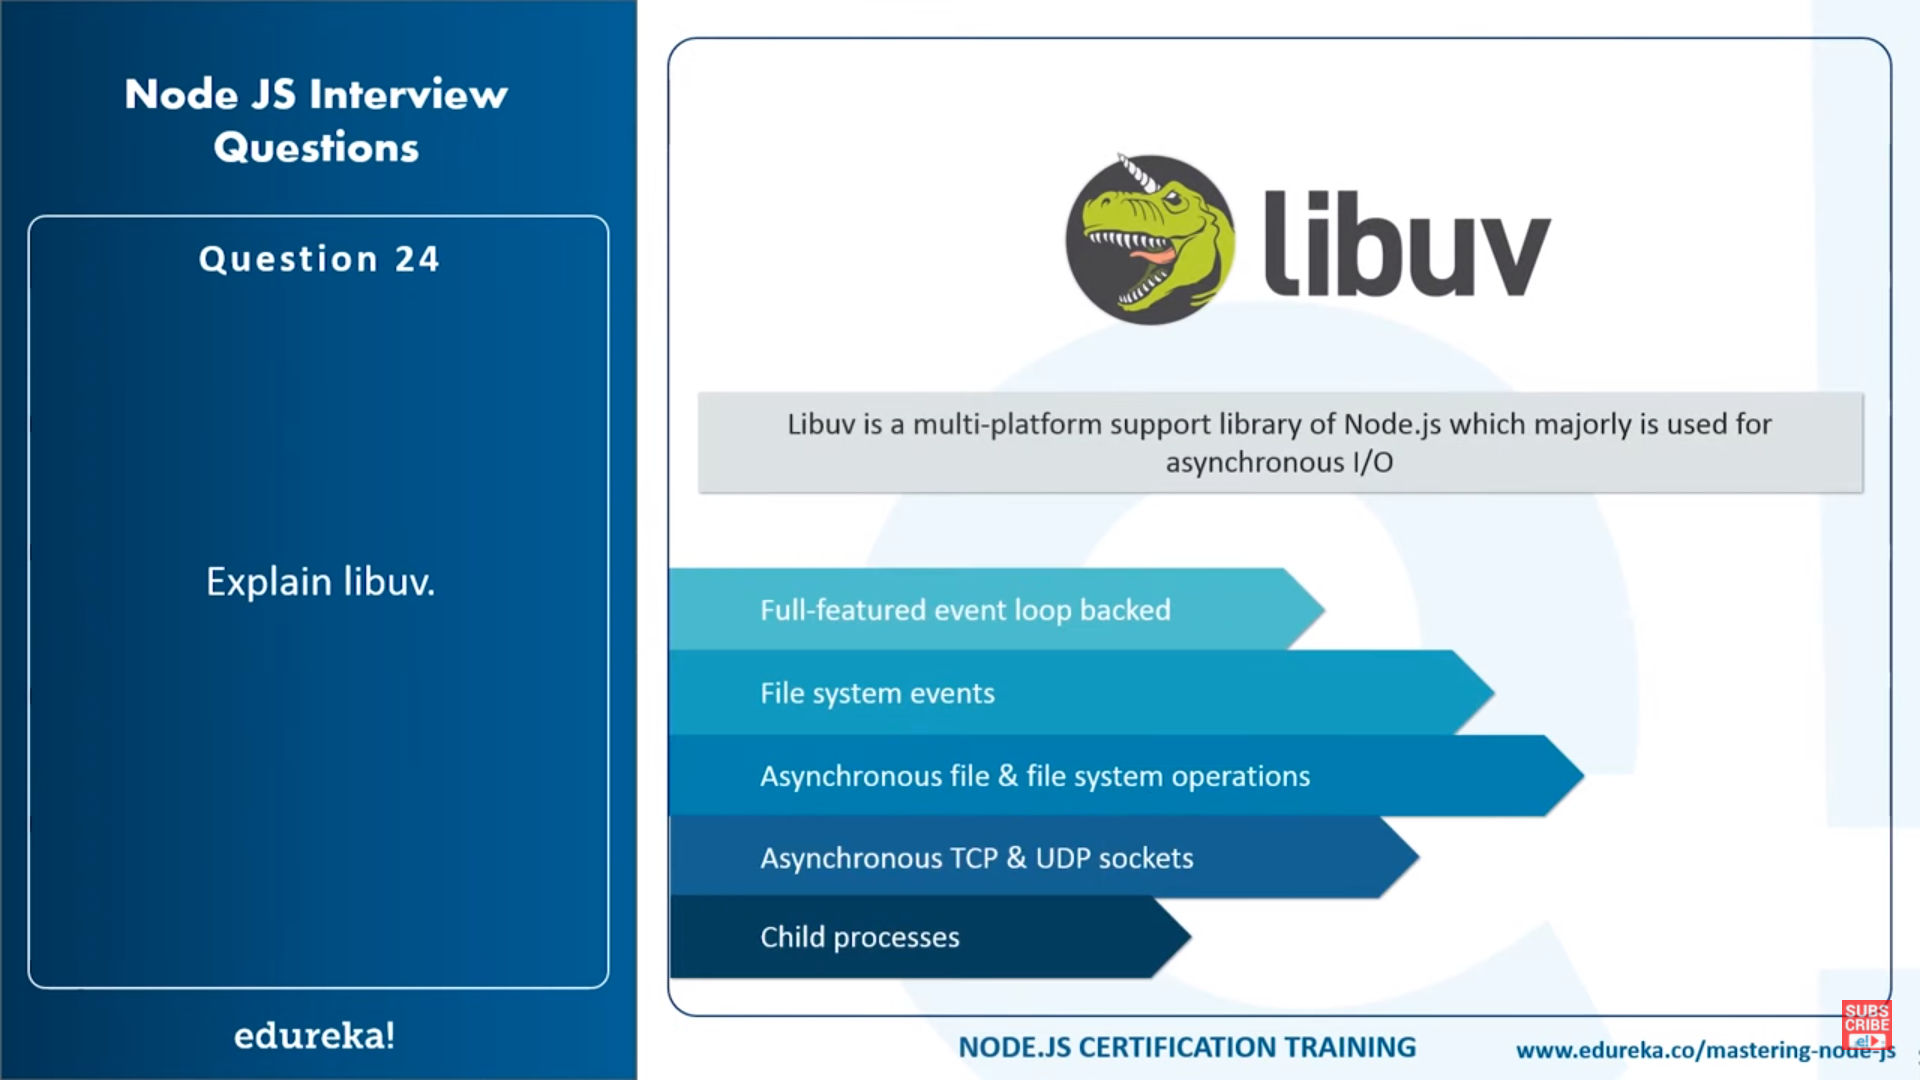 Node JS Interview
Questions
Question 24
Explain libuv.
edureka!
libuv
Libuv is a multi-platform support library of Node.js which majorly is used for
asynchronous I/O
Full-featured event loop backed
File system events
Asynchronous file & file system operations
Asynchronous TCP & UDP sockets
Child processes
NODE.JS CERTIFICATION TRAINING
www.edureka.co/mastering-node-js
SUBS
CRIBE
e!